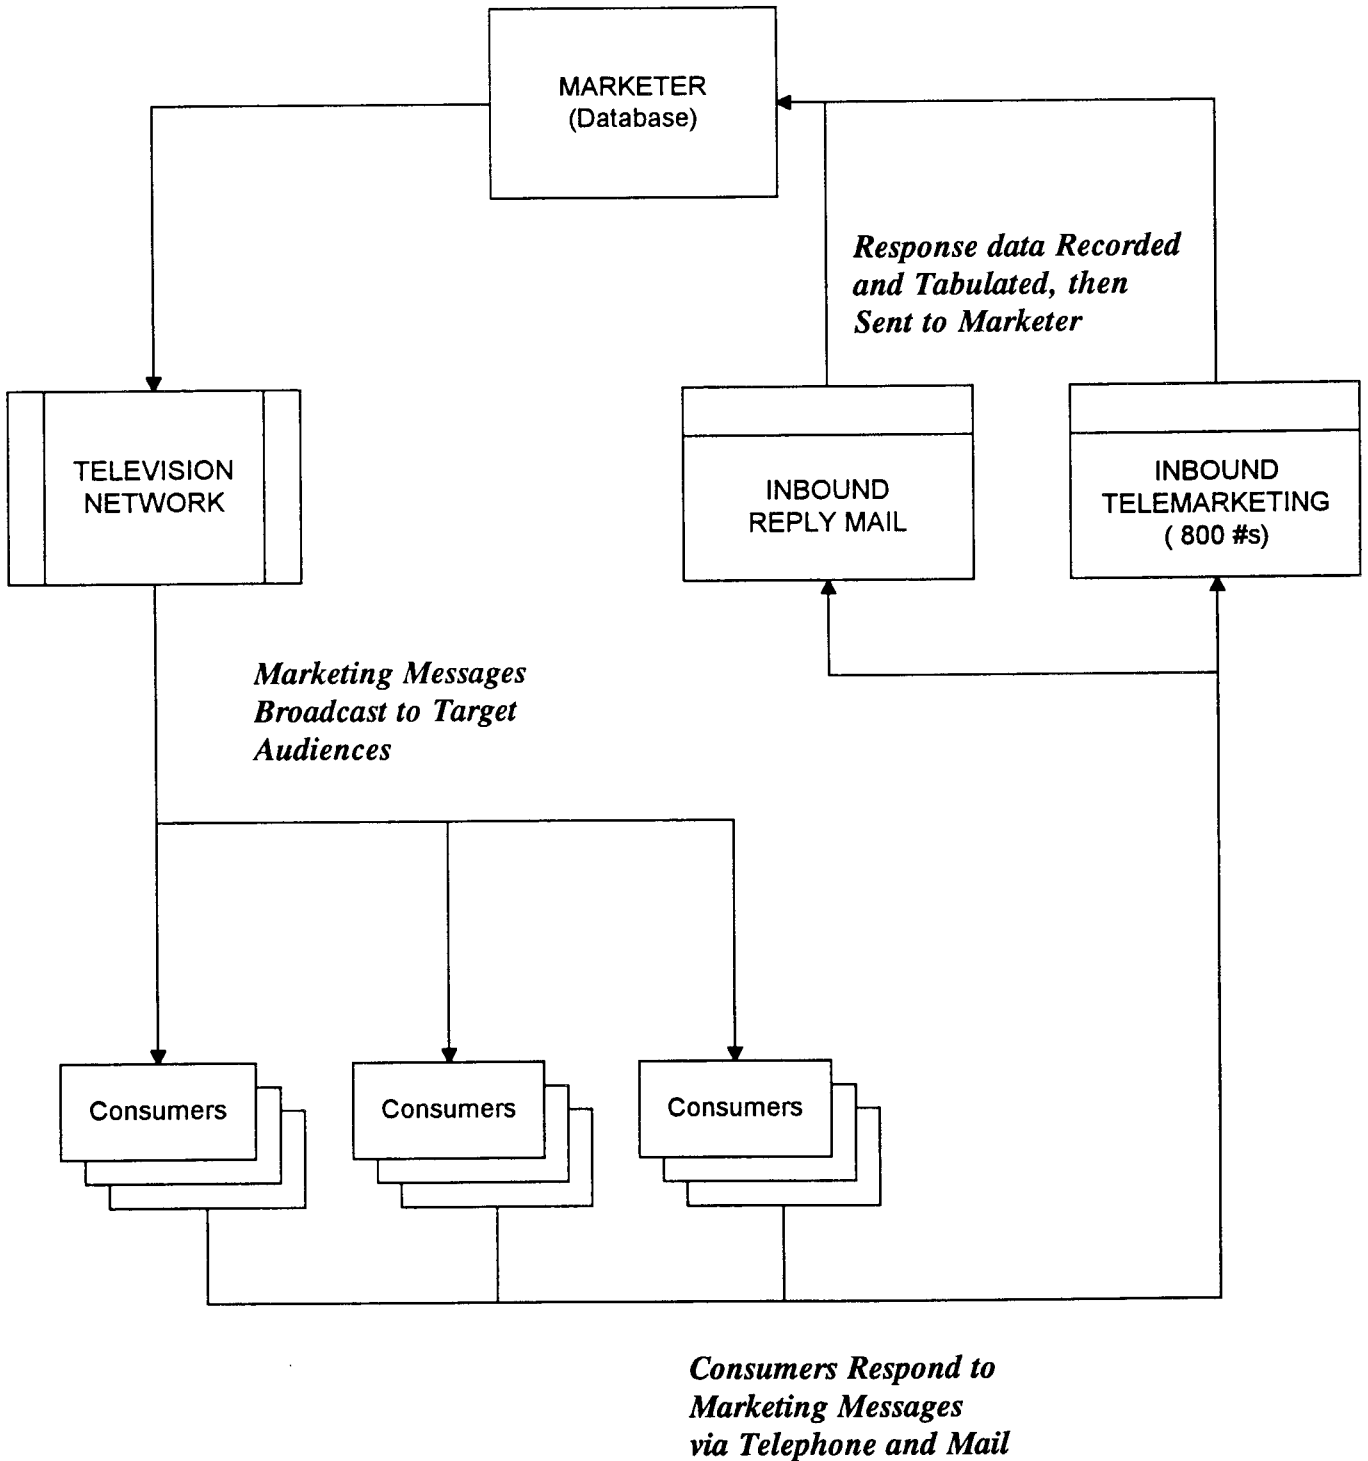 MARKETER
(Database)
Response data Recorded
and Tabulated, then
Sent to Marketer
TELEVISION
NETWORK
INBOUND
REPLY MAIL
INBOUND
TELEMARKETING
( 800 #s)
Marketing Messages
Broadcast to Target
Audiences
Consumers
Consumers
Consumers
Consumers Respond to
Marketing Messages
via Telephone and Mail